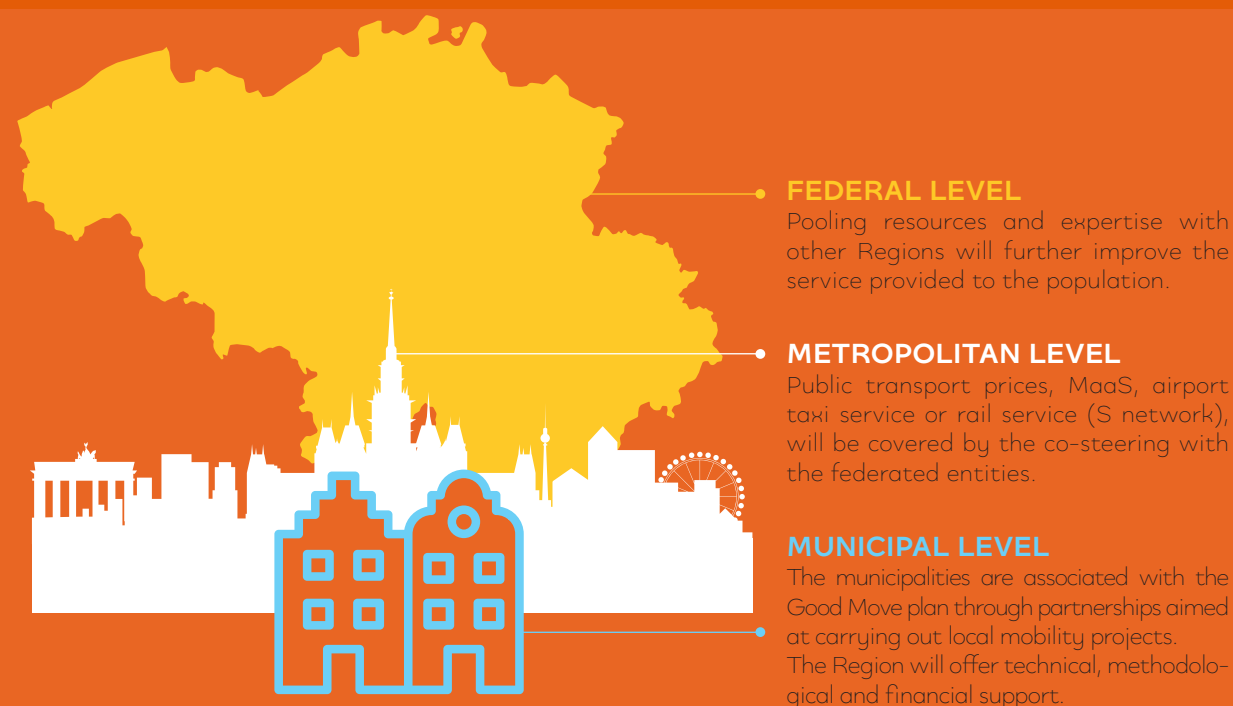 FEDERAL LEVEL
Pooling resources and expertise with
other Regions will further improve the
service provided to the population.
METROPOLITAN LEVEL
Public transport prices, MaaS, airport
taxi service or rail service (S network),
will be covered by the co-steering with
the federated entities.
MUNICIPAL LEVEL
The municipalities are associated with the
Good Move plan through partnerships aimed
at carrying out local mobility projects.
The Region will offer technical, methodolo-
gical and financial support.